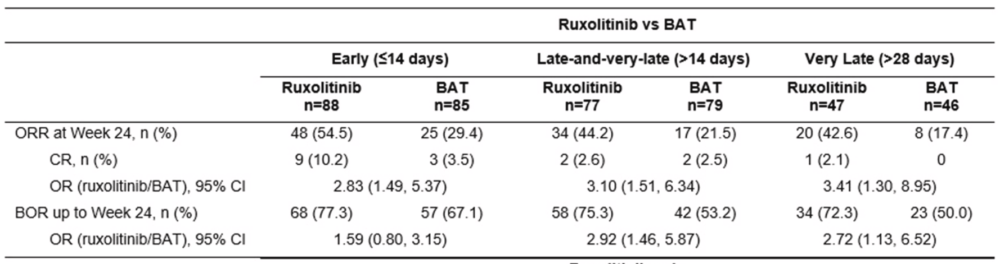 Ruxolitinib vs BAT
Early (≤14 days) Late-and-very-late (>14 days) Very Late (>28 days)
Ruxolitinib BAT Ruxolitinib BAT Ruxolitinib BAT
n=88 n=85 n=77 n=79 n=47 n=46
ORR at Week 24, n (%) 48 (54.5) 25 (29.4) 34 (44.2) 17 (21.5) 20 (42.6) 8 (17.4)
CR, n (%) 9 (10.2) 3 (3.5) 2 (2.6) 2 (2.5) 1 (2.1) 0
OR (ruxolitinib/BAT), 95% CI 2.83 (1.49, 5.37) 3.10 (1.51, 6.34) 3.41 (1.30, 8.95)
BOR up to Week 24, n (%) 68 (77.3) 57 (67.1) 58 (75.3) 42 (53.2) 34 (72.3) 23 (50.0)
OR (ruxolitinib/BAT), 95% CI 1.59 (0.80, 3.15) 2.92 (1.46, 5.87) 2.72 (1.13, 6.52)